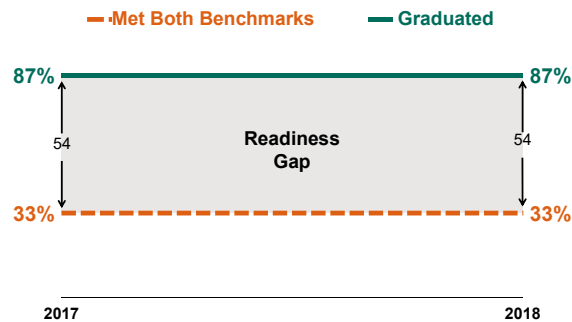 Met Both Benchmarks
Graduated
87%
87%
54
54
Readiness
Gap
33%
33%
2017
2018